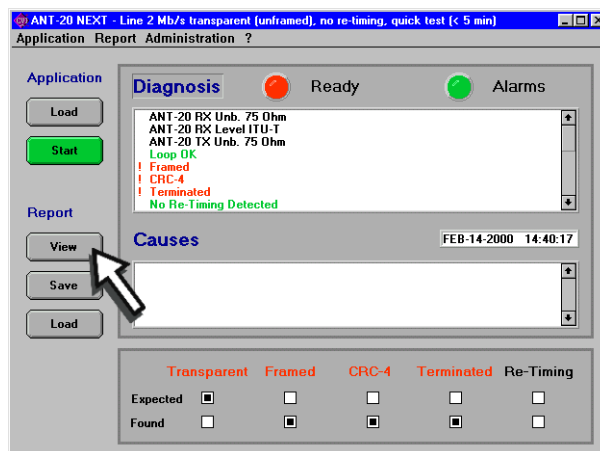 ANT-20 NEXT - Line 2 Mb/s transparent (unframed), no re-timing, quick test (< 5 min)
Application Report Administration ?
Application
Load
Start
Report
View
Save
Load
Diagnosis Ready Alarms
ANT-20 RX Unb. 75 Ohm
ANT-20 RX Level ITU-T
ANT-20 TX Unb. 75 Ohm
Loop OK
! Framed
! CRC-4
! Terminated
No Re-Timing Detected
Causes FEB-14-2000 14:40:17
Transparent Framed CRC-4 Terminated Re-Timing
Expected
Found